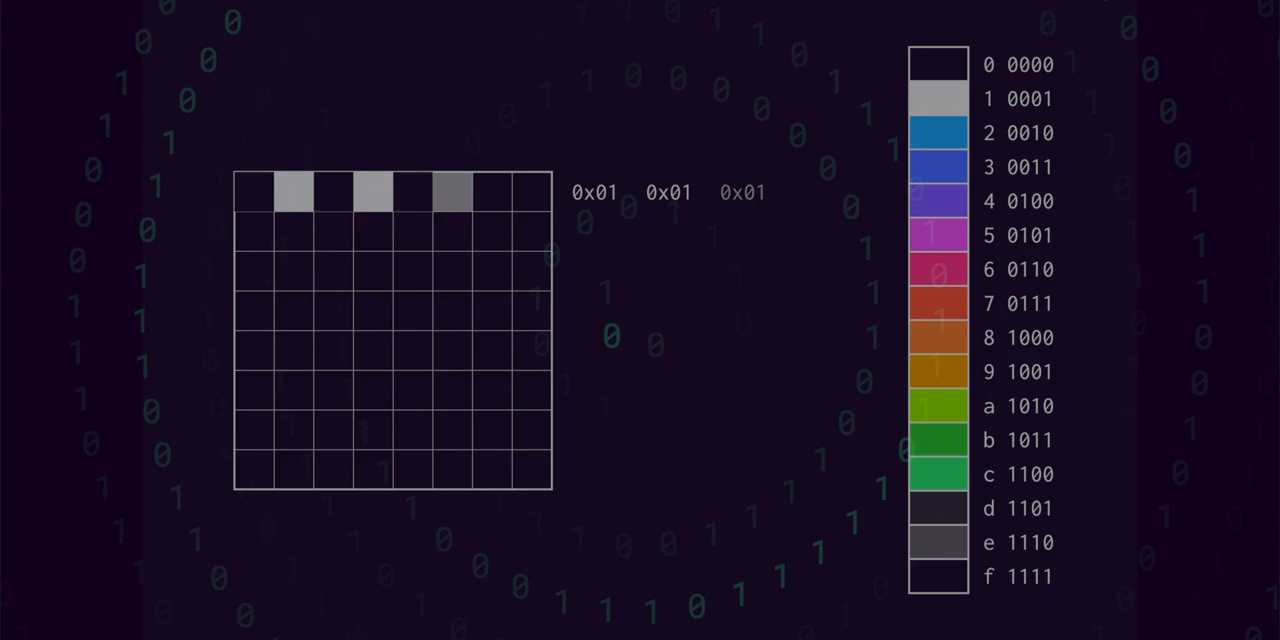 0x01 0x01 0x01
0 0000
1 0001
2 0010
3 0011
4 0100
5 0101
6 0110
7 0111
8 1000
9 1001
a 1010
b 1011
c 1100
d 1101
e 1110
f 1111